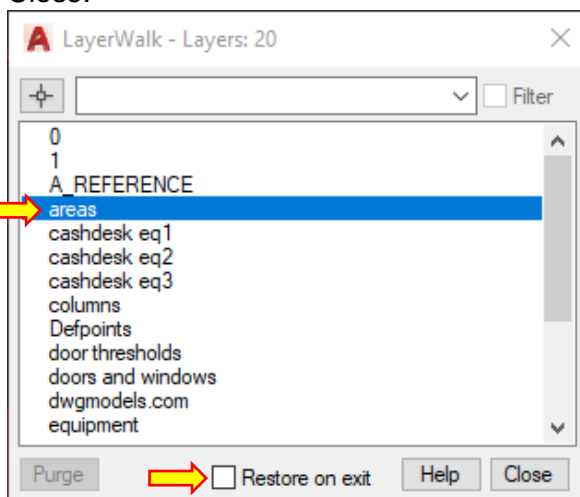 Close.
LayerWalk - Layers: 20
Filter
0
1
A_REFERENCE
areas
cashdesk eq1
cashdesk eq2
cashdesk eq3
columns
Defpoints
door thresholds
doors and windows
dwgmodels.com
equipment
Purge Restore on exit Help Close